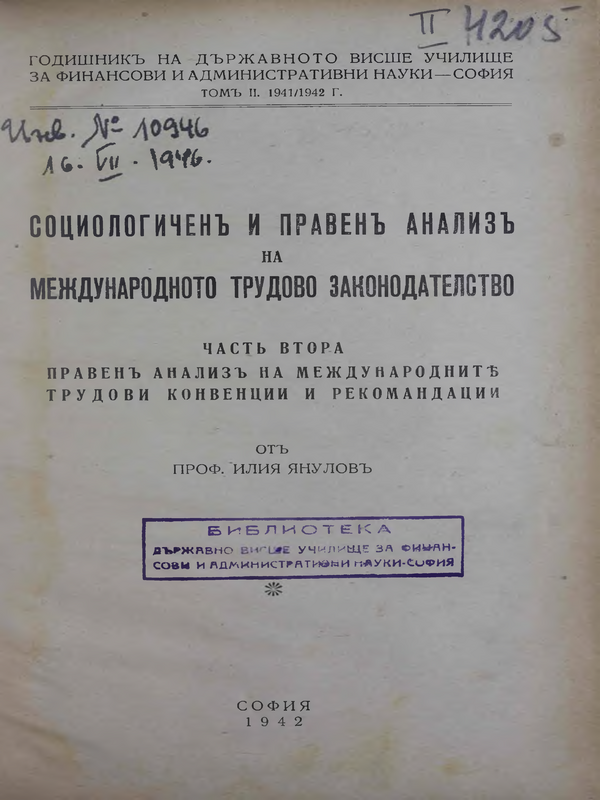 II 4205
ГОДИШНИКЪ НА ДЪРЖАВНОТО ВИСШЕ УЧИЛИЩЕ
ЗА ФИНАНСОВИ И АДМИНИСТРАТИВНИ НАУКИ—СОФИЯ
ТОМЪ II. 1941/1942 Г.
Инв. № 10946
16. VII. 1946.
СОЦИОЛОГИЧЕНЪ И ПРАВЕНЪ АНАЛИЗЪ
НА
МЕЖДУНАРОДНОТО ТРУДОВО ЗАКОНОДАТЕЛСТВО
ЧАСТЬ ВТОРА
ПРАВЕНЪ АНАЛИЗЪ НА МЕЖДУНАРОДНИТѢ
ТРУДОВИ КОНВЕНЦИИ И РЕКОМАНДАЦИИ
ОТЪ
ПРОФ. ИЛИЯ ЯНУЛОВЪ
БИБЛИОТЕКА
ДЪРЖАВНО ВИСШЕ УЧИЛИЩЕ ЗА ФИНАН-
СОВИ И АДМИНИСТРАТИВНИ НАУКИ-СОФИЯ
СОФИЯ
1942